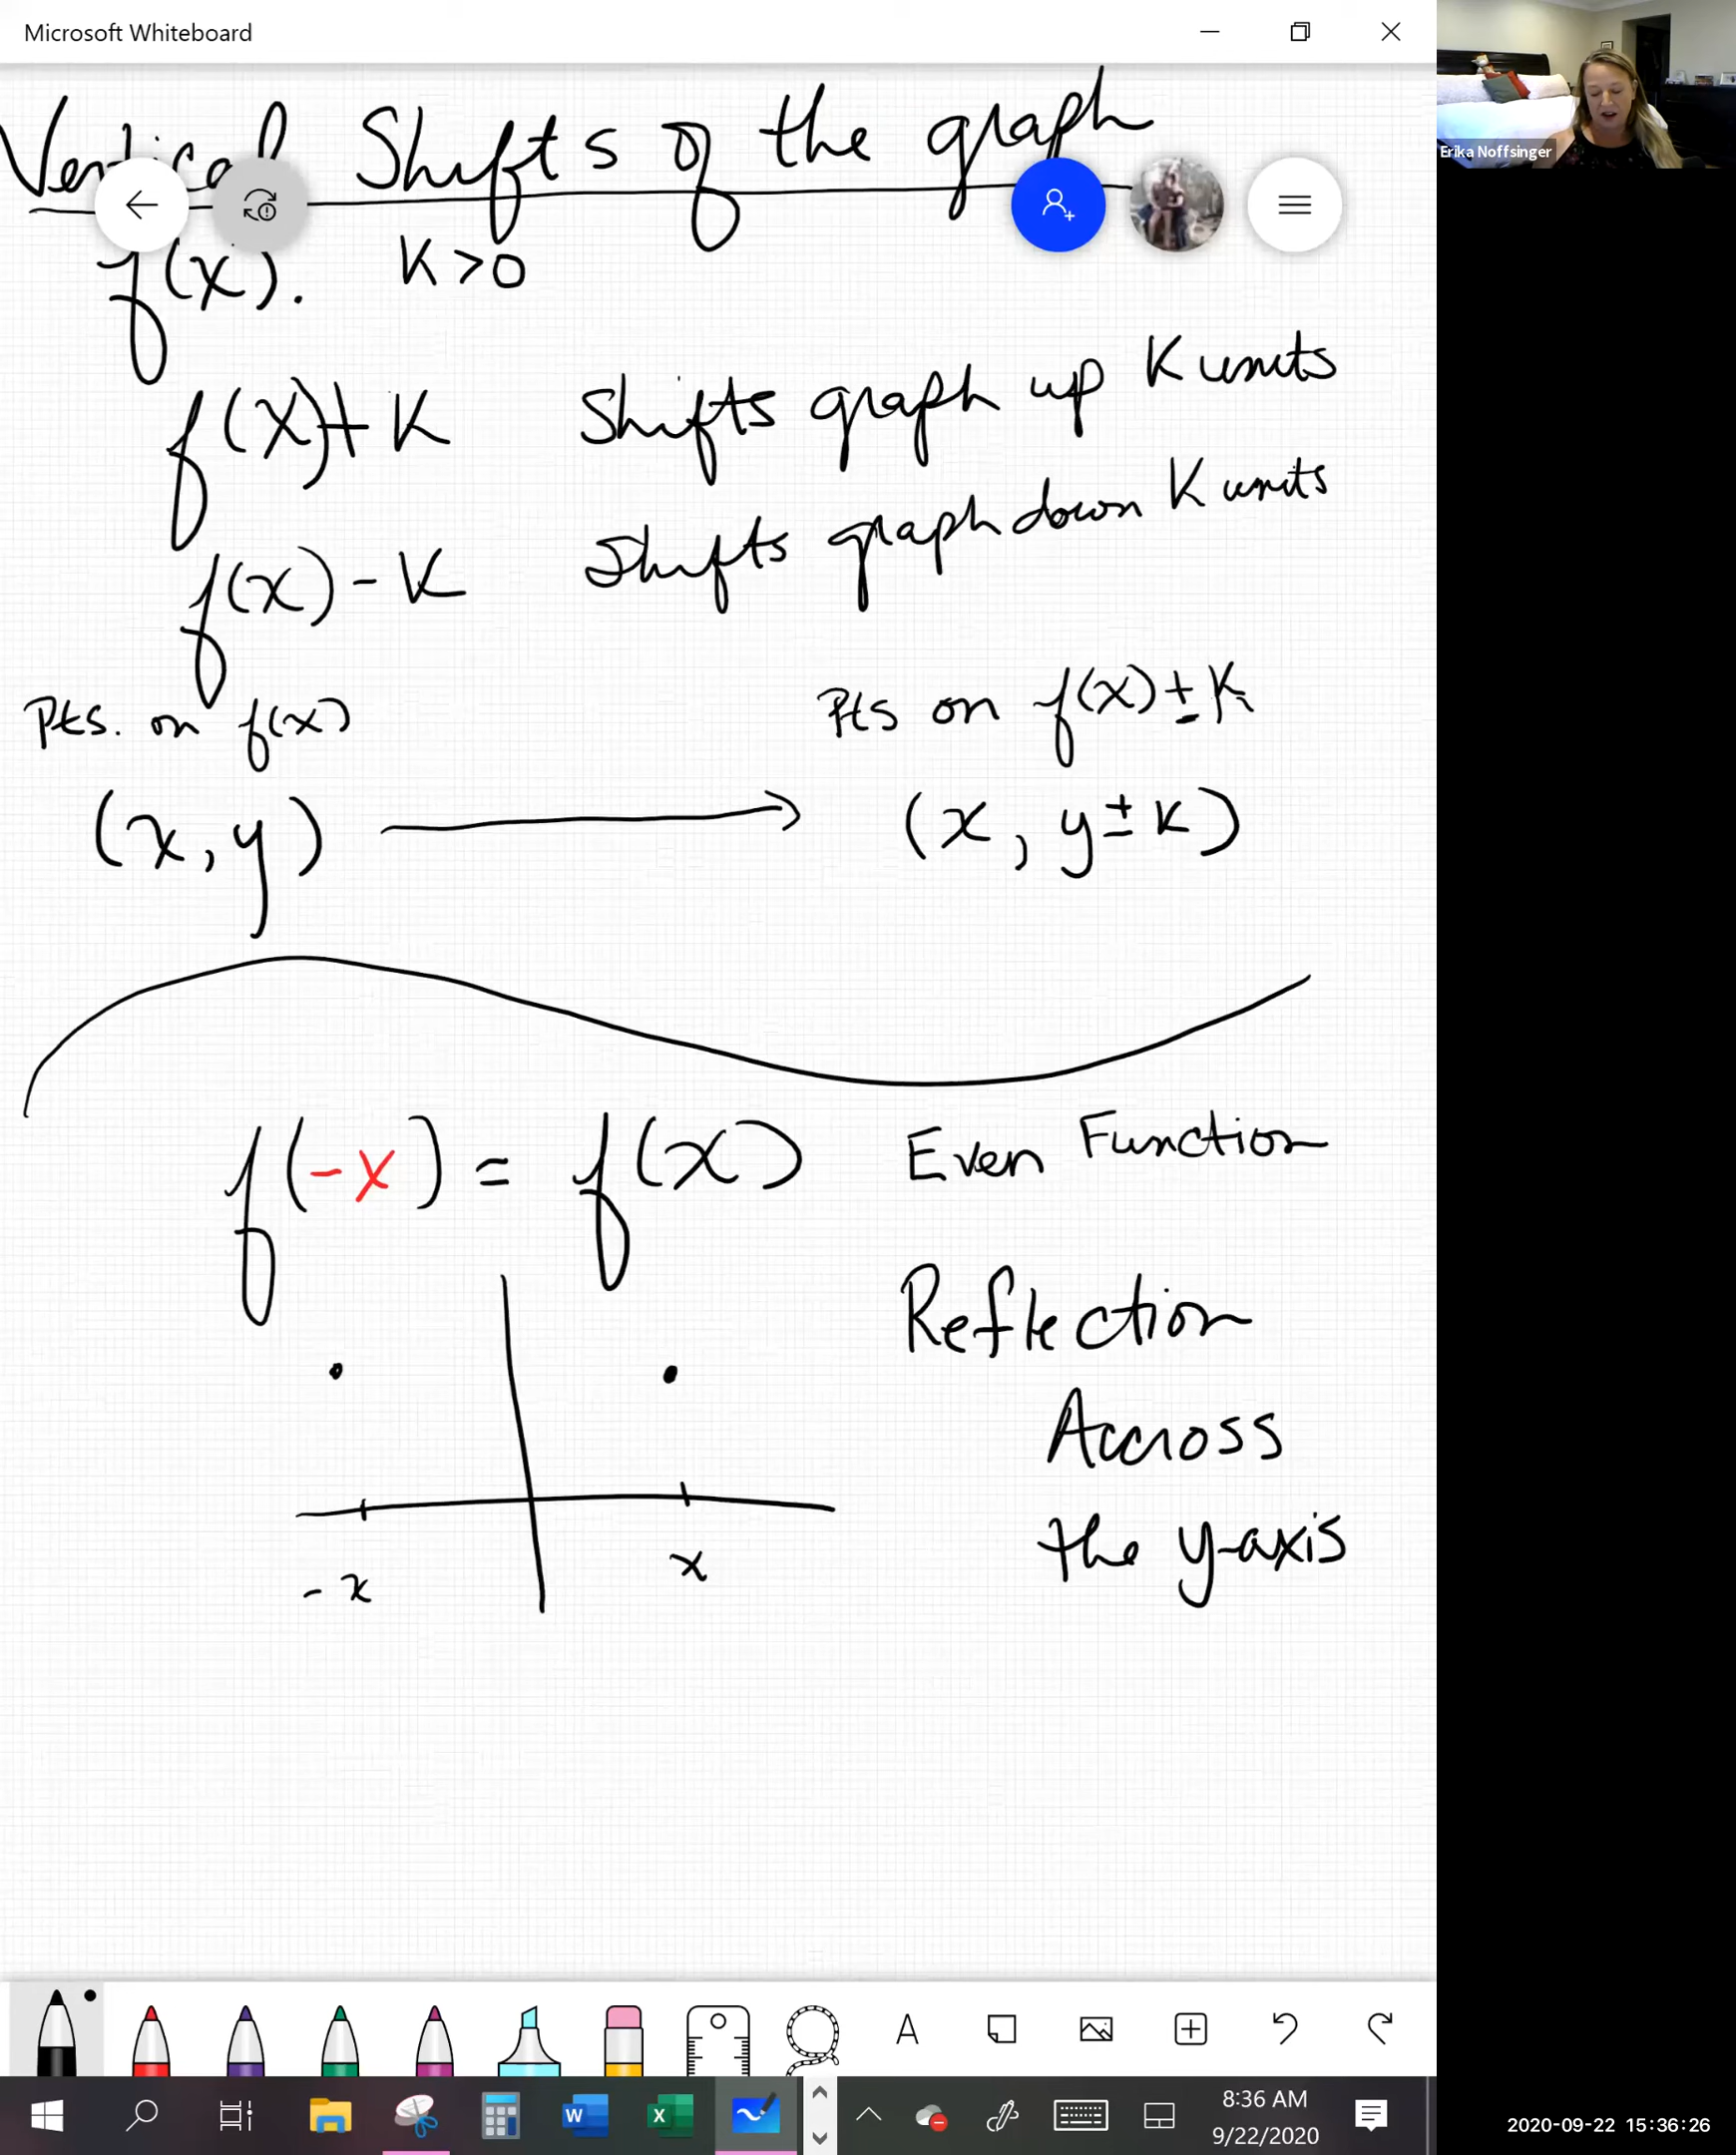 Microsoft Whiteboard
Erika Noffsinger
Vertical Shifts of the graph
f(x). K>0
f(x)+K Shifts graph up K units
f(x)-K Shifts graph down K units
Pts. on f(x) Pts on f(x)±K
(x,y) (x, y±K)
f(-x) = f(x) Even Function
Reflection
Across
the y-axis
-x x
A
W X
8:36 AM
9/22/2020
2020-09-22 15:36:26